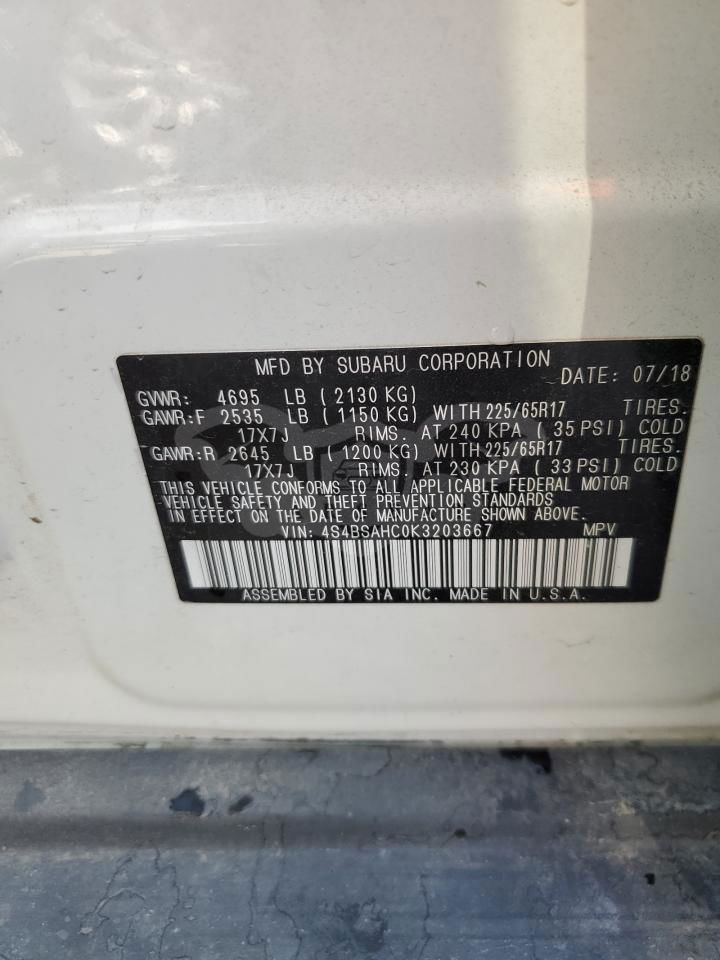 MFD BY SUBARU CORPORATION DATE: 07/18
GVWR: 4695 LB ( 2130 KG)
GAWR:F 2535 LB ( 1150 KG) WITH 225/65R17 TIRES.
17X7J RIMS. AT 240 KPA ( 35 PSI) COLD
GAWR:R 2645 LB ( 1200 KG) WITH 225/65R17 TIRES.
17X7J RIMS. AT 230 KPA ( 33 PSI) COLD
THIS VEHICLE CONFORMS TO ALL APPLICABLE FEDERAL MOTOR
VEHICLE SAFETY AND THEFT PREVENTION STANDARDS
IN EFFECT ON THE DATE OF MANUFACTURE SHOWN ABOVE.
VIN: 4S4BSAHC0K3203667 MPV
ASSEMBLED BY SIA INC. MADE IN U.S.A.